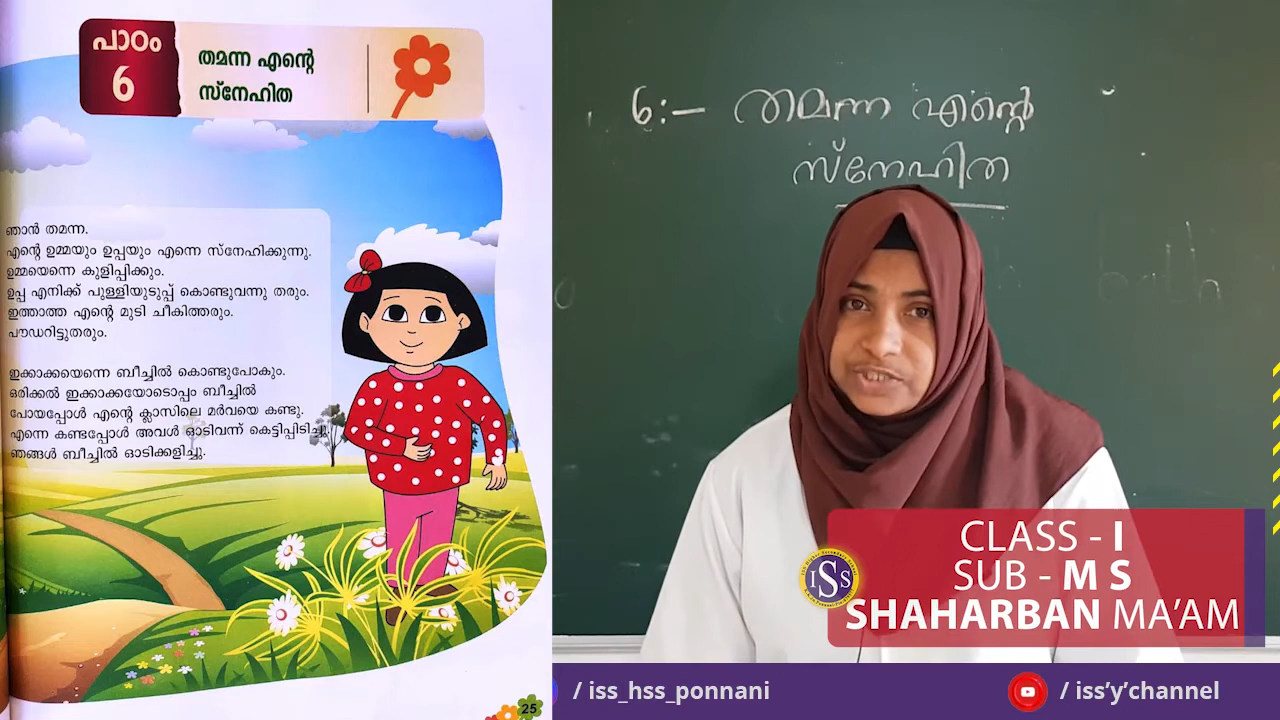 പാഠം
6
തമന്ന എന്റെ
സ്നേഹിത
ഞാൻ തമന്ന.
എന്റെ ഉമ്മയും ഉപ്പയും എന്നെ സ്നേഹിക്കുന്നു.
ഉമ്മയെന്നെ കുളിപ്പിക്കും.
ഉപ്പ എനിക്ക് പുള്ളിയുടുപ്പ് കൊണ്ടുവന്നു തരും.
ഇത്താത്ത എന്റെ മുടി ചീകിത്തരും.
പൗഡറിട്ടുതരും.
ഇക്കാക്കയെന്നെ ബീച്ചിൽ കൊണ്ടുപോകും.
ഒരിക്കൽ ഇക്കാക്കയോടൊപ്പം ബീച്ചിൽ
പോയപ്പോൾ എന്റെ ക്ലാസിലെ മർവയെ കണ്ടു.
എന്നെ കണ്ടപ്പോൾ അവൾ ഓടിവന്ന് കെട്ടിപ്പിടിച്ചു.
ഞങ്ങൾ ബീച്ചിൽ ഓടിക്കളിച്ചു.
25
6:- തമന്ന എന്റെ
സ്നേഹിത
bath
CLASS - I
SUB - M S
SHAHARBAN MA'AM
ISS
/ iss_hss_ponnani
/ iss'y'channel